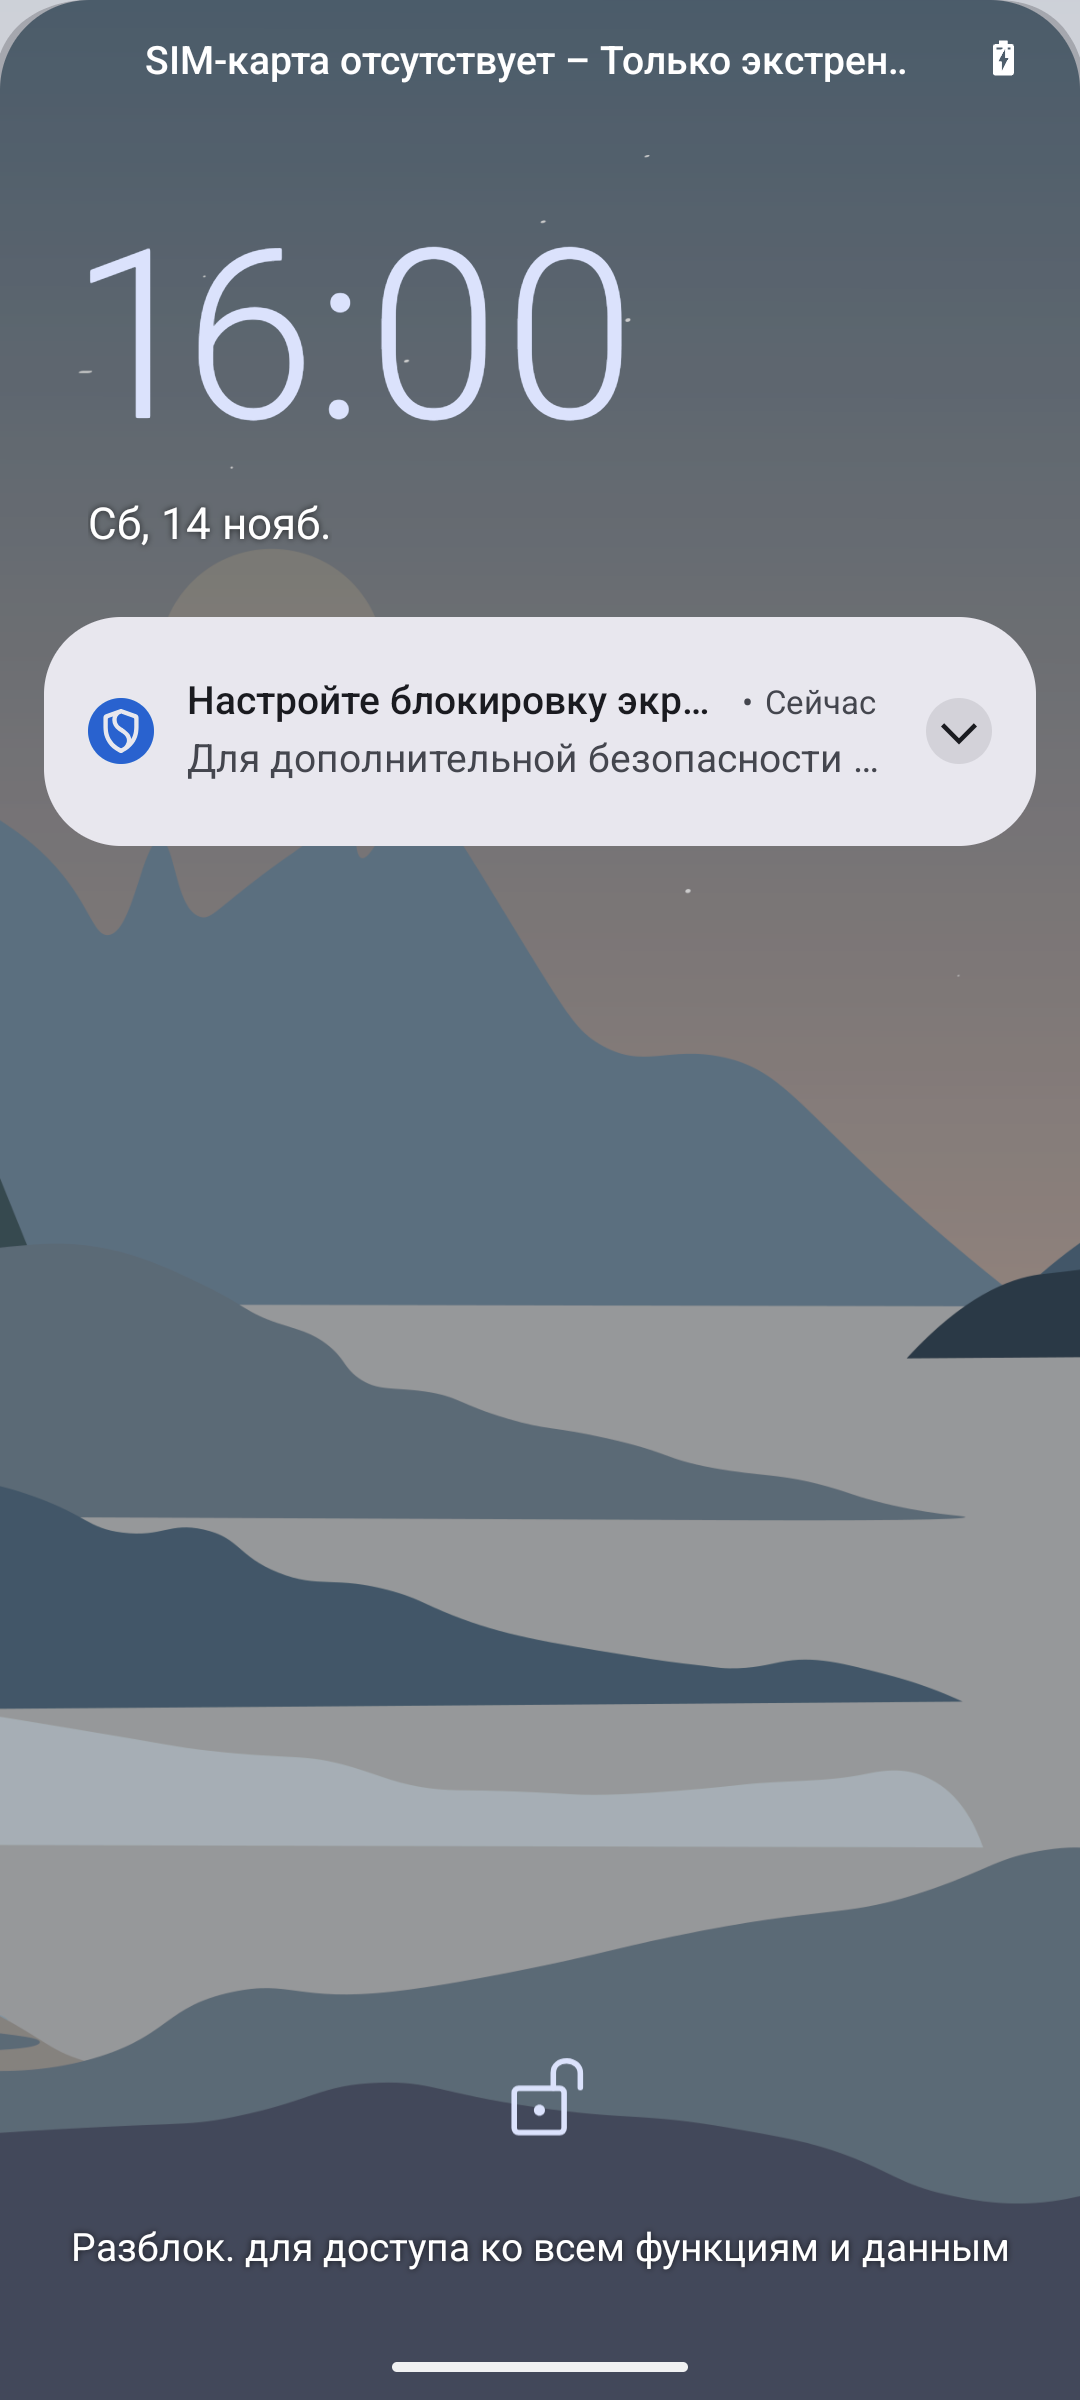 SIM-карта отсутствует – Только экстрен..
16:00
Сб, 14 нояб.
Настройте блокировку экр… • Сейчас
Для дополнительной безопасности …
Разблок. для доступа ко всем функциям и данным